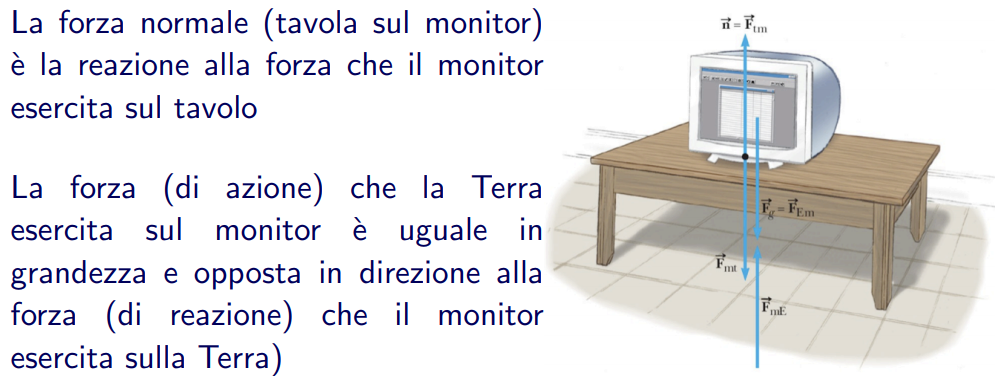 La forza normale (tavola sul monitor)
è la reazione alla forza che il monitor
esercita sul tavolo
La forza (di azione) che la Terra
esercita sul monitor è uguale in
grandezza e opposta in direzione alla
forza (di reazione) che il monitor
esercita sulla Terra)
n⃗ = F⃗tm
F⃗g = F⃗Em
F⃗mt
F⃗mE